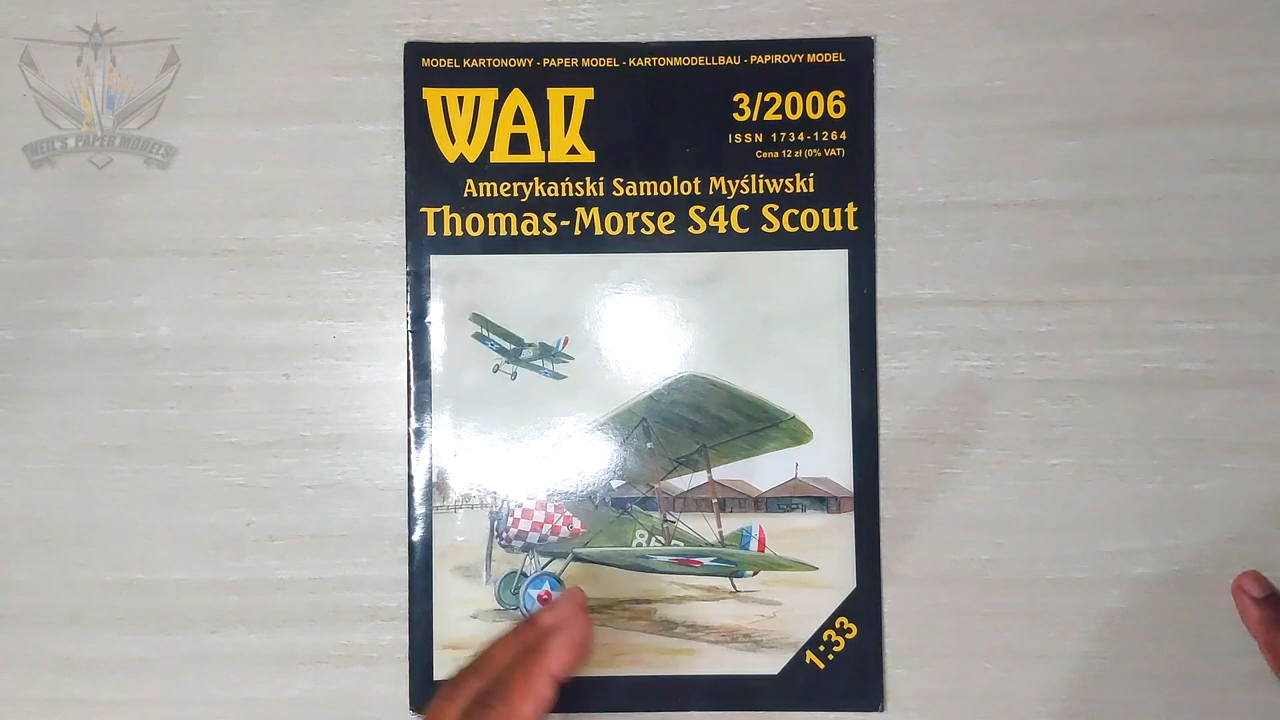 NEIL'S PAPER MODELS
MODEL KARTONOWY - PAPER MODEL - KARTONMODELLBAU - PAPIROVY MODEL
WAK
3/2006
ISSN 1734-1264
Cena 12 zł (0% VAT)
Amerykański Samolot Myśliwski
Thomas-Morse S4C Scout
1:33